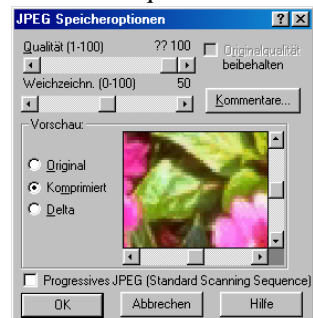 JPEG Speicheroptionen
Qualität (1-100) ?? 100
Originalqualität
beibehalten
Weichzeichn. (0-100) 50
Kommentare...
Vorschau:
Original
Komprimiert
Delta
Progressives JPEG (Standard Scanning Sequence)
OK Abbrechen Hilfe